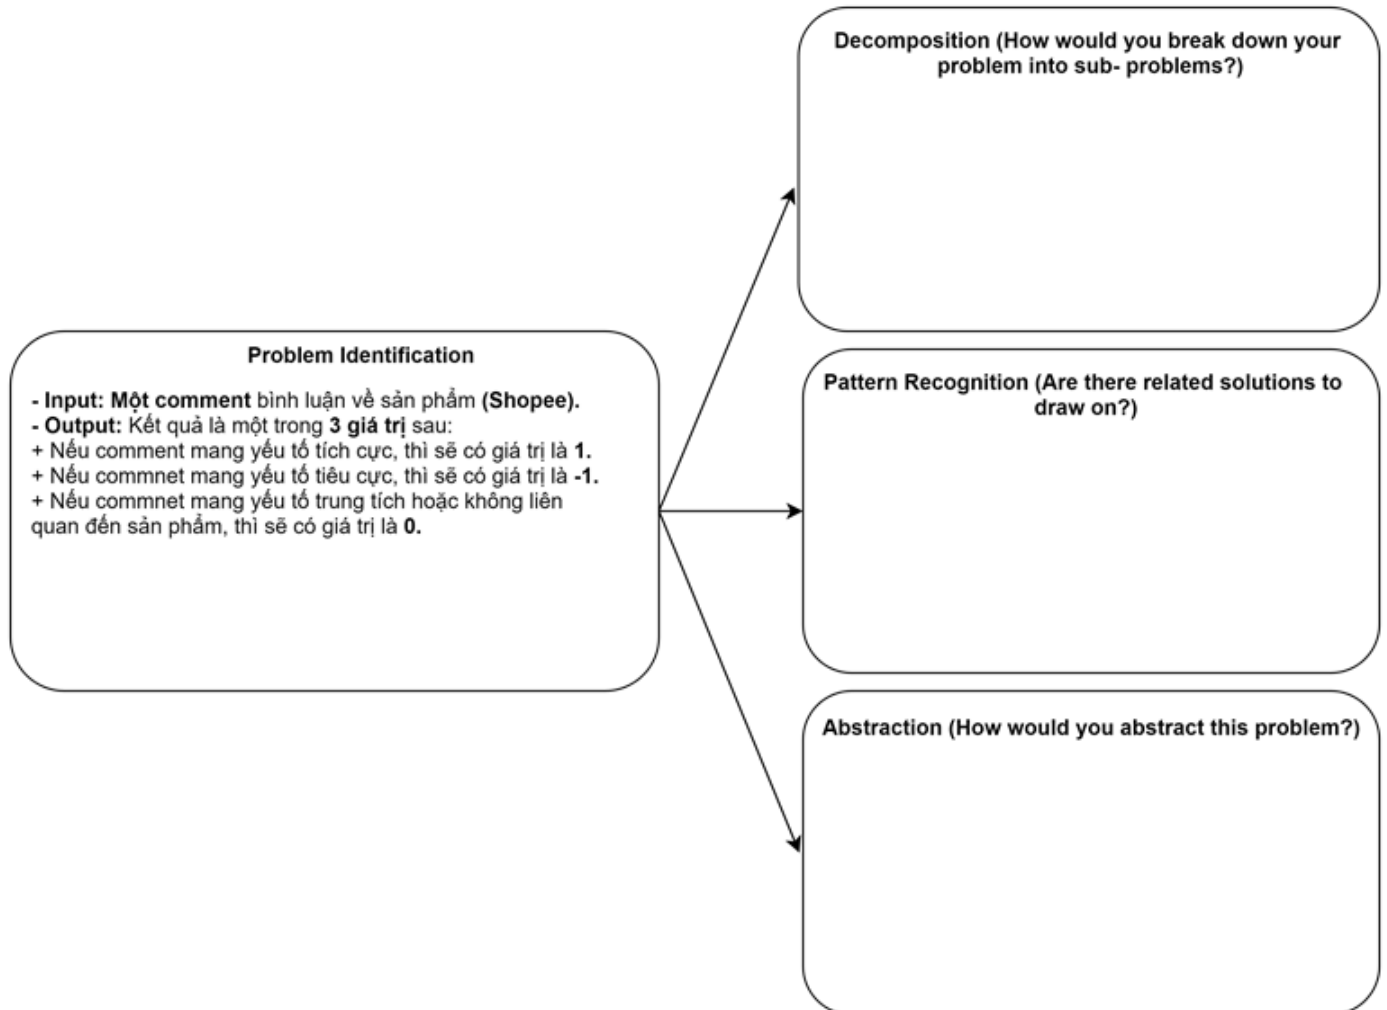 Decomposition (How would you break down your
problem into sub- problems?)
Problem Identification
- Input: Một comment bình luận về sản phẩm (Shopee).
- Output: Kết quả là một trong 3 giá trị sau:
+ Nếu comment mang yếu tố tích cực, thì sẽ có giá trị là 1.
+ Nếu commnet mang yếu tố tiêu cực, thì sẽ có giá trị là -1.
+ Nếu commnet mang yếu tố trung tích hoặc không liên
quan đến sản phẩm, thì sẽ có giá trị là 0.
Pattern Recognition (Are there related solutions to
draw on?)
Abstraction (How would you abstract this problem?)